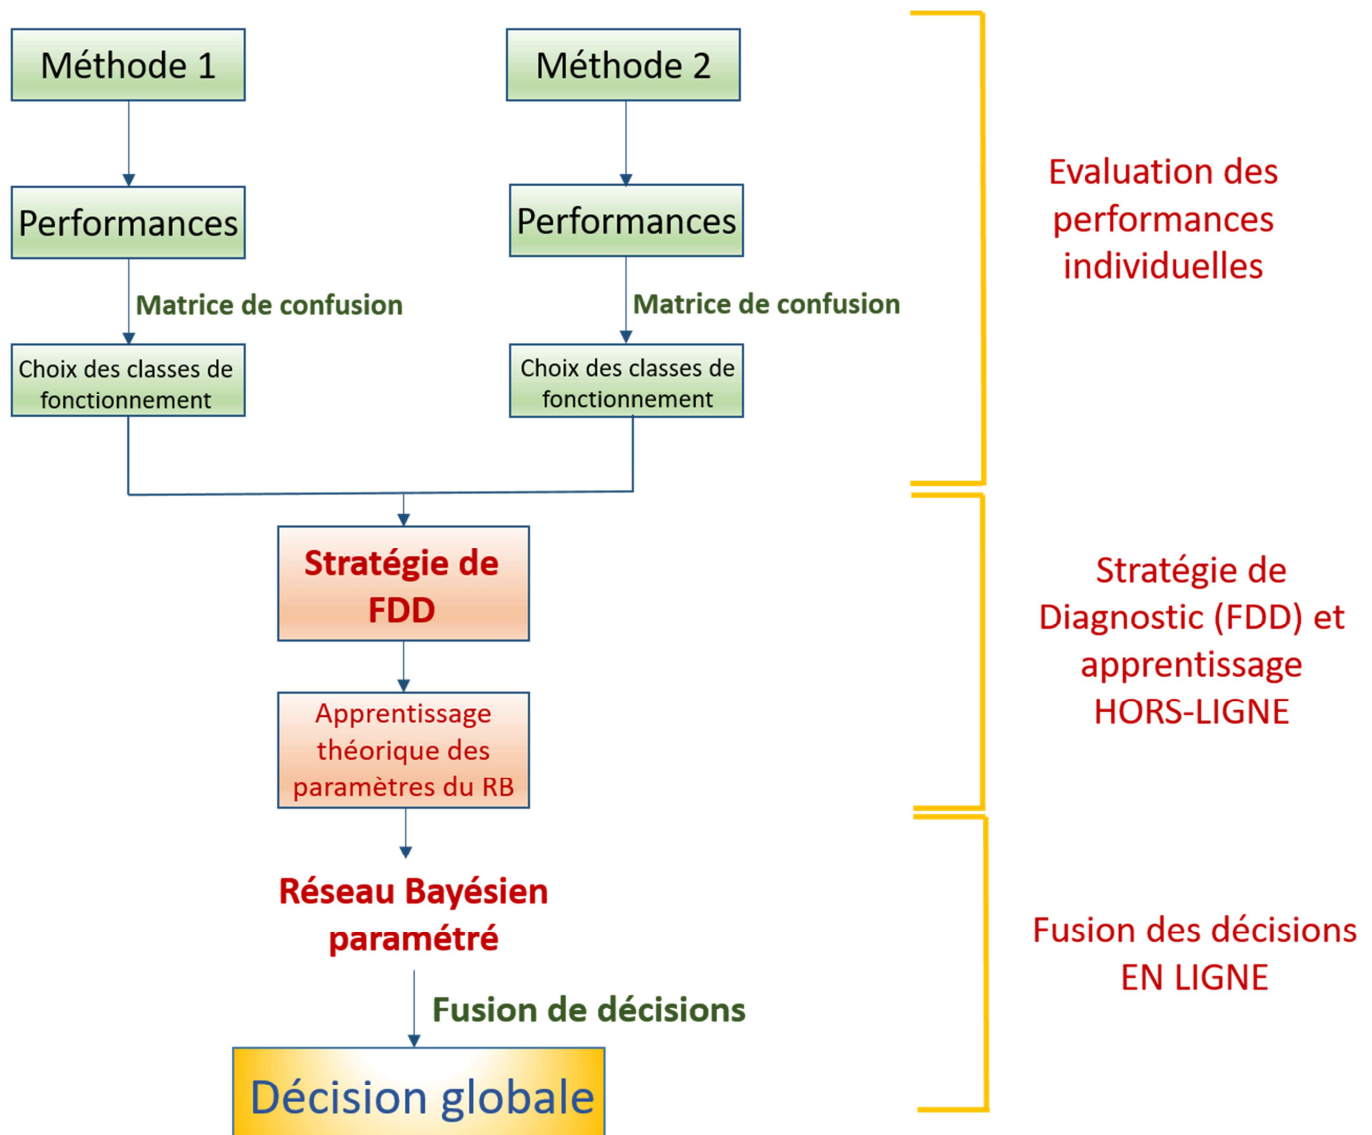 Méthode 1
Méthode 2
Performances
Performances
Matrice de confusion
Matrice de confusion
Choix des classes de
fonctionnement
Choix des classes de
fonctionnement
Evaluation des
performances
individuelles
Stratégie de
FDD
Apprentissage
théorique des
paramètres du RB
Stratégie de
Diagnostic (FDD) et
apprentissage
HORS-LIGNE
Réseau Bayésien
paramétré
Fusion de décisions
Décision globale
Fusion des décisions
EN LIGNE